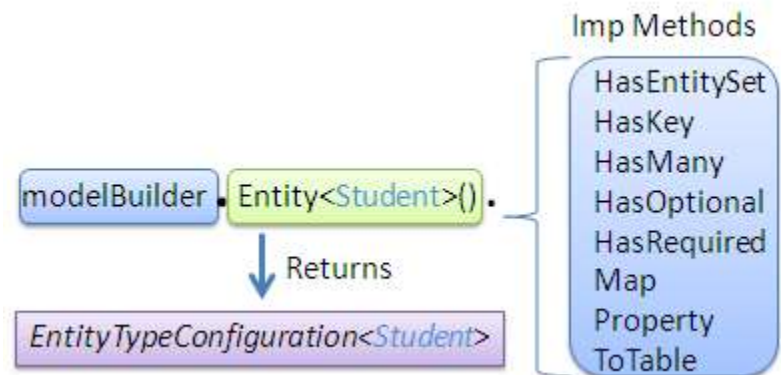 Imp Methods
HasEntitySet
HasKey
HasMany
HasOptional
HasRequired
Map
Property
ToTable
modelBuilder.Entity<Student>().
Returns
EntityTypeConfiguration<Student>